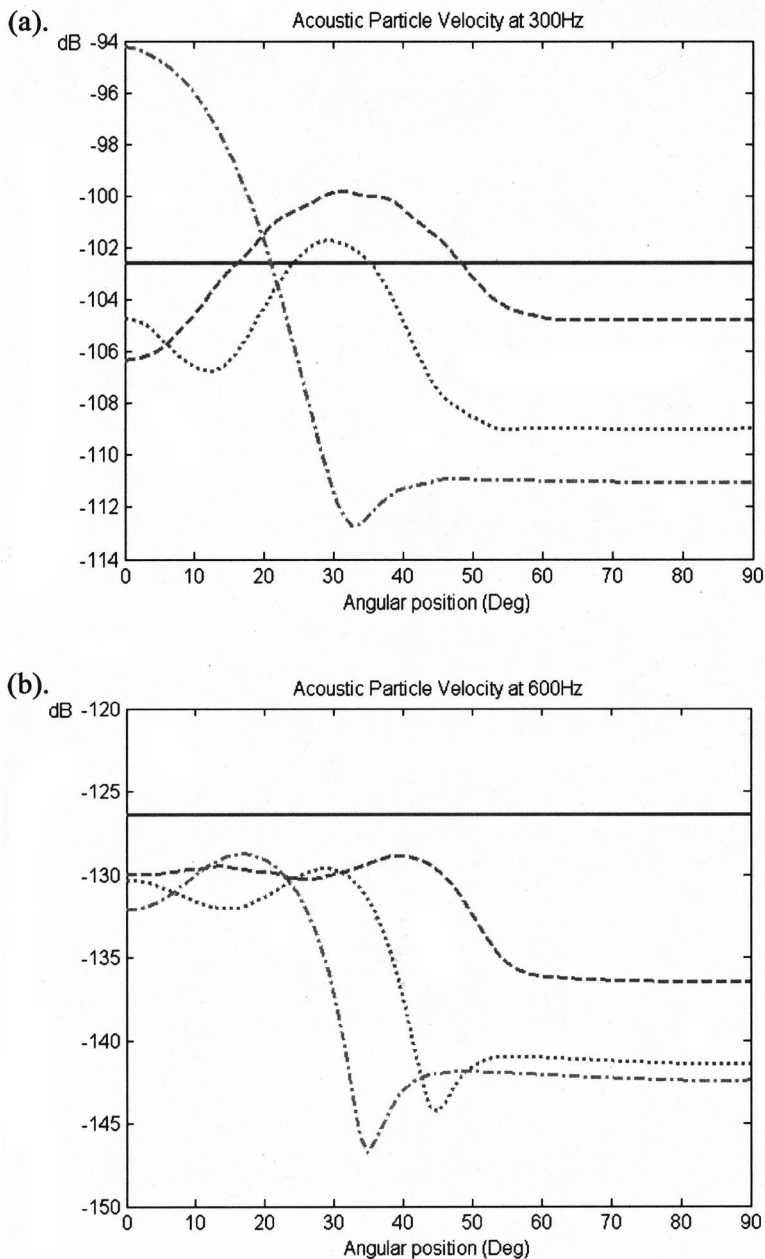 (a).
Acoustic Particle Velocity at 300Hz
dB
-94
-96
-98
-100
-102
-104
-106
-108
-110
-112
-114
0 10 20 30 40 50 60 70 80 90
Angular position (Deg)
(b).
Acoustic Particle Velocity at 600Hz
dB
-120
-125
-130
-135
-140
-145
-150
0 10 20 30 40 50 60 70 80 90
Angular position (Deg)